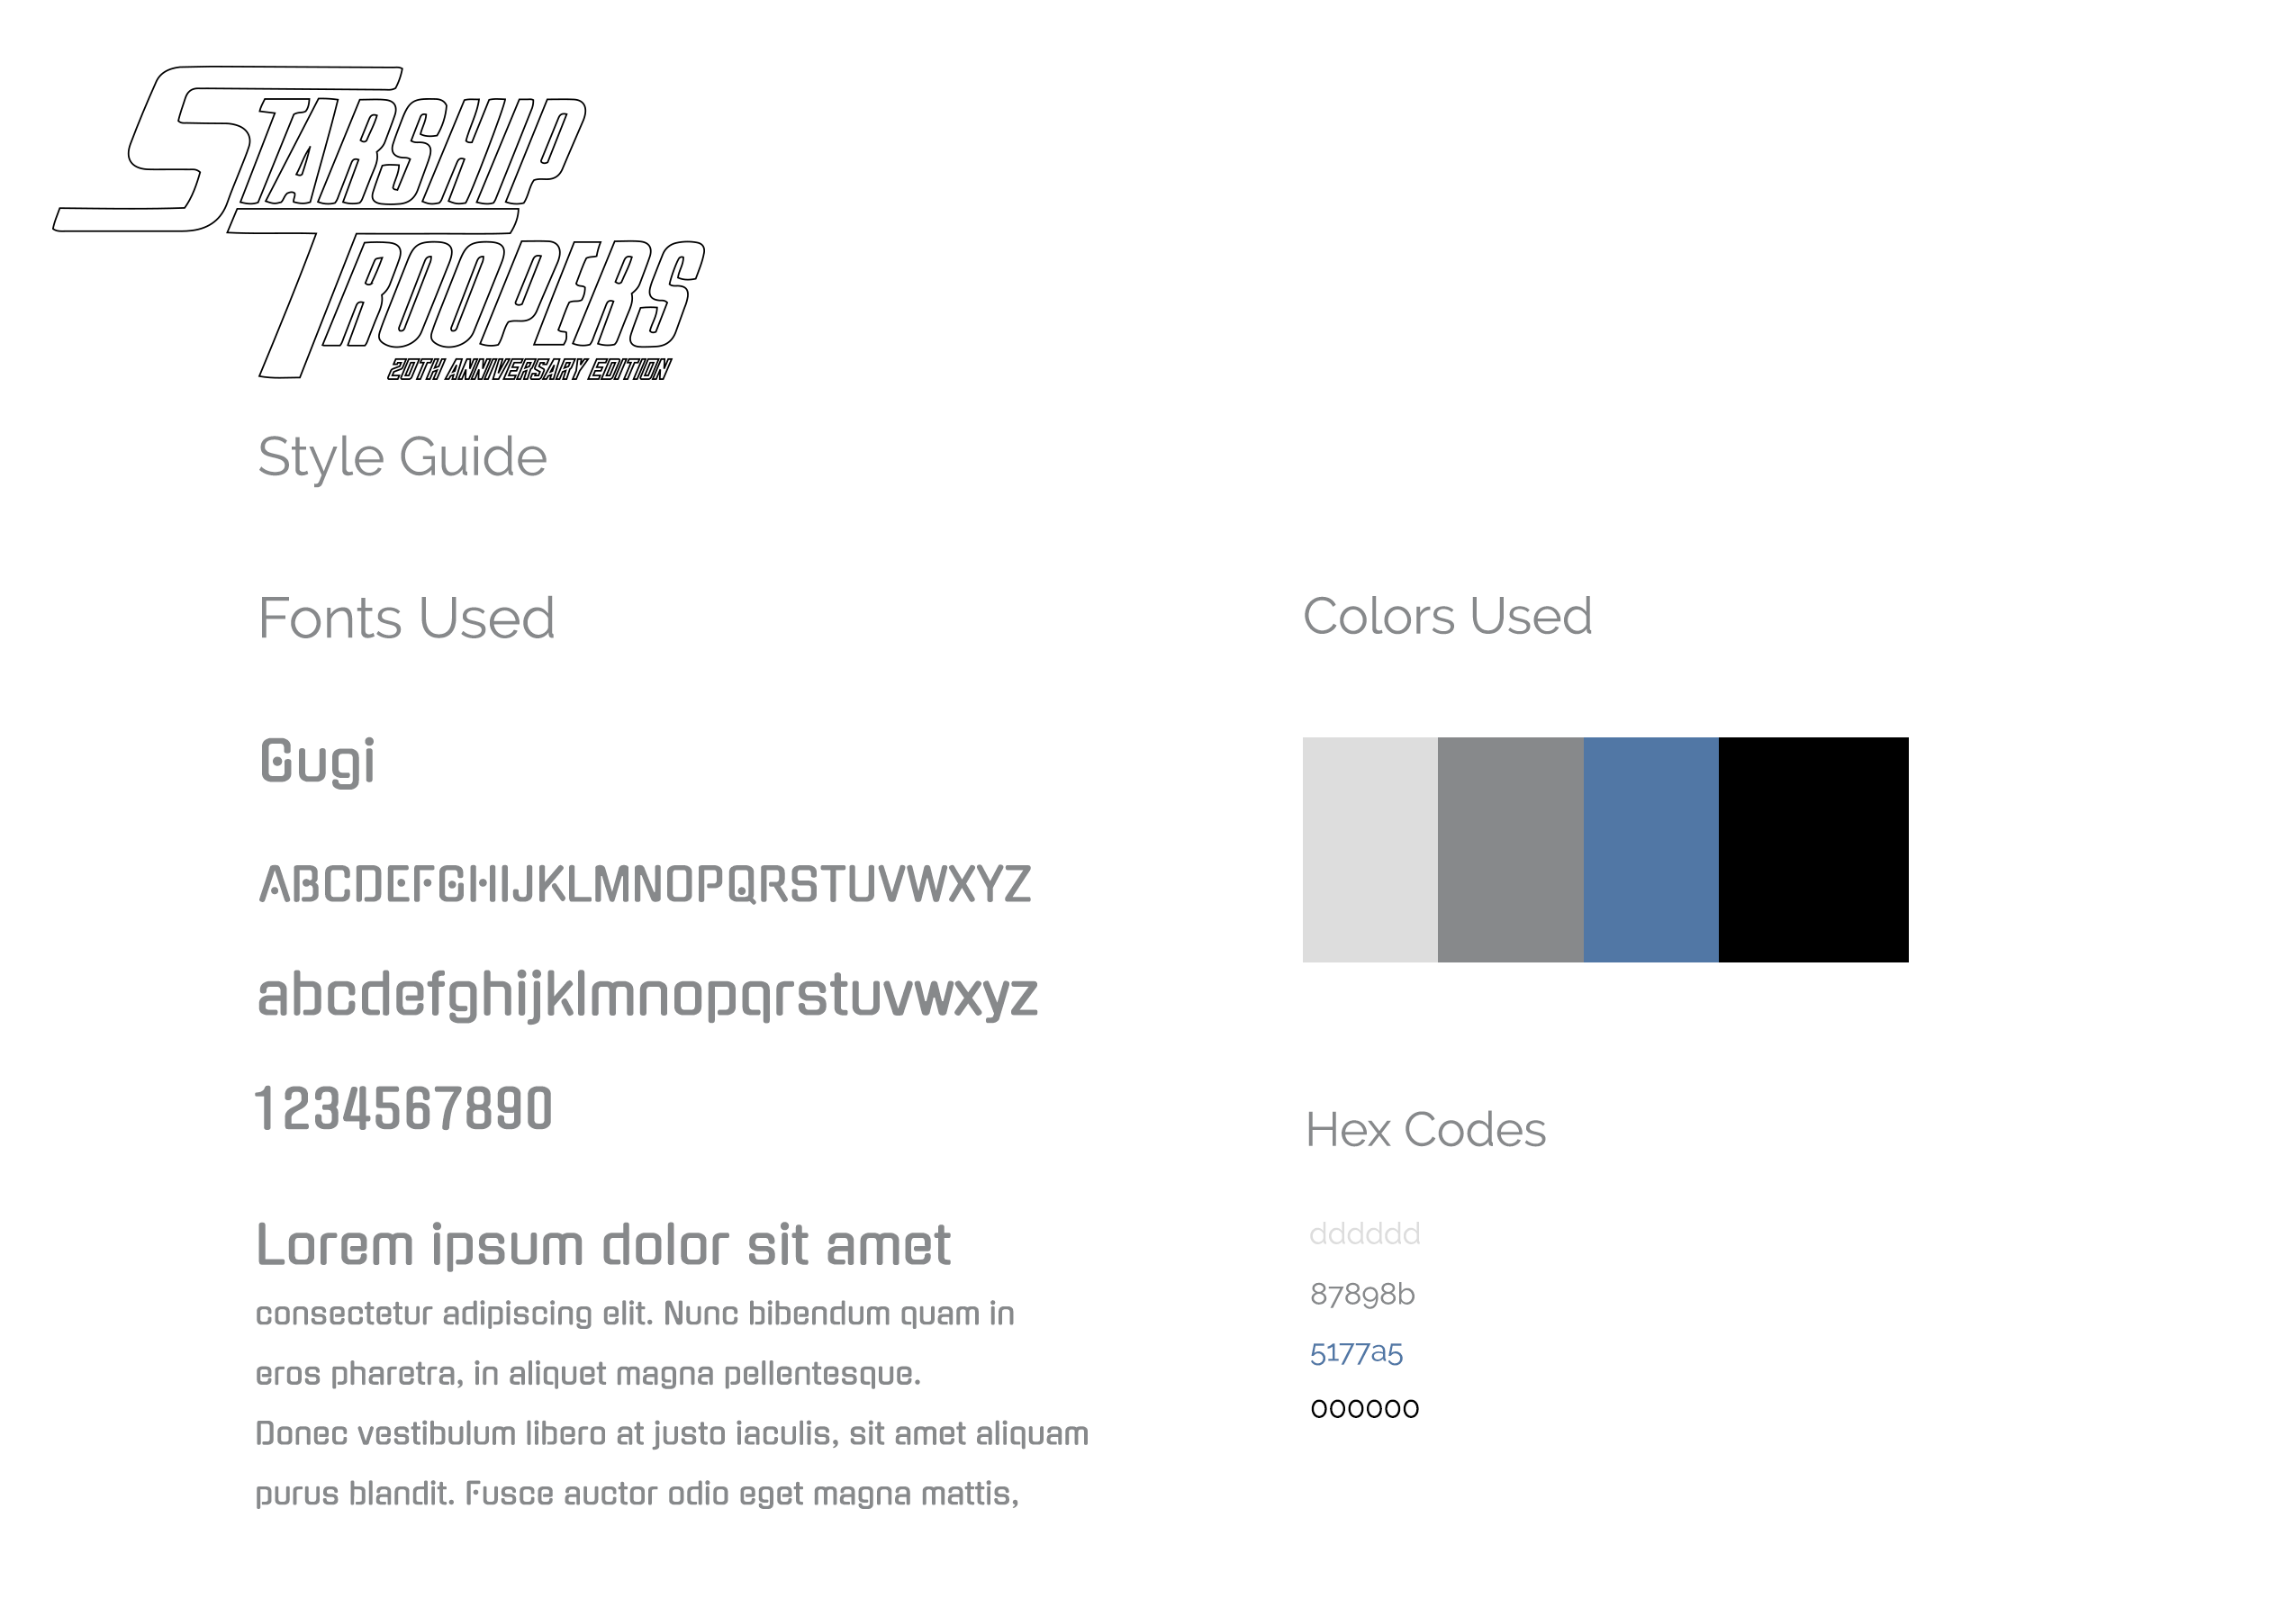 STARSHIP
TROOPERS
20TH ANNIVERSARY EDITION
Style Guide
Fonts Used
Gugi
ABCDEFGHIJKLMNOPQRSTUVWXYZ
abcdefghijklmnopqrstuvwxyz
1234567890
Lorem ipsum dolor sit amet
consectetur adipiscing elit. Nunc bibendum quam in
eros pharetra, in aliquet magna pellentesque.
Donec vestibulum libero at justo iaculis, sit amet aliquam
purus blandit. Fusce auctor odio eget magna mattis,
Colors Used
Hex Codes
dddddd
87898b
5177a5
000000